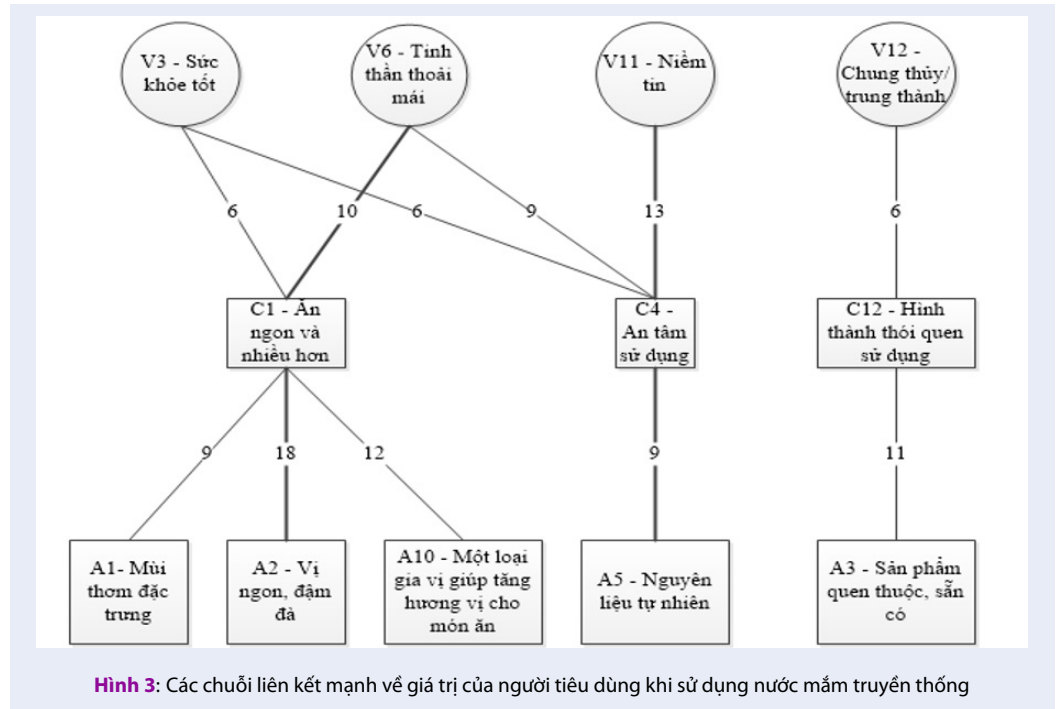 V3 - Sức
khỏe tốt
V6 - Tinh
thần thoải
mái
V11 - Niềm
tin
V12 -
Chung thủy/
trung thành
6
10
6
9
13
6
C1 - Ăn
ngon và
nhiều hơn
C4 -
An tâm
sử dụng
C12 - Hình
thành thói quen
sử dụng
9
18
12
9
11
A1- Mùi
thơm đặc
trưng
A2 - Vị
ngon, đậm
đà
A10 - Một loại
gia vị giúp tăng
hương vị cho
món ăn
A5 - Nguyên
liệu tự nhiên
A3 - Sản phẩm
quen thuộc, sẵn
có
Hình 3: Các chuỗi liên kết mạnh về giá trị của người tiêu dùng khi sử dụng nước mắm truyền thống